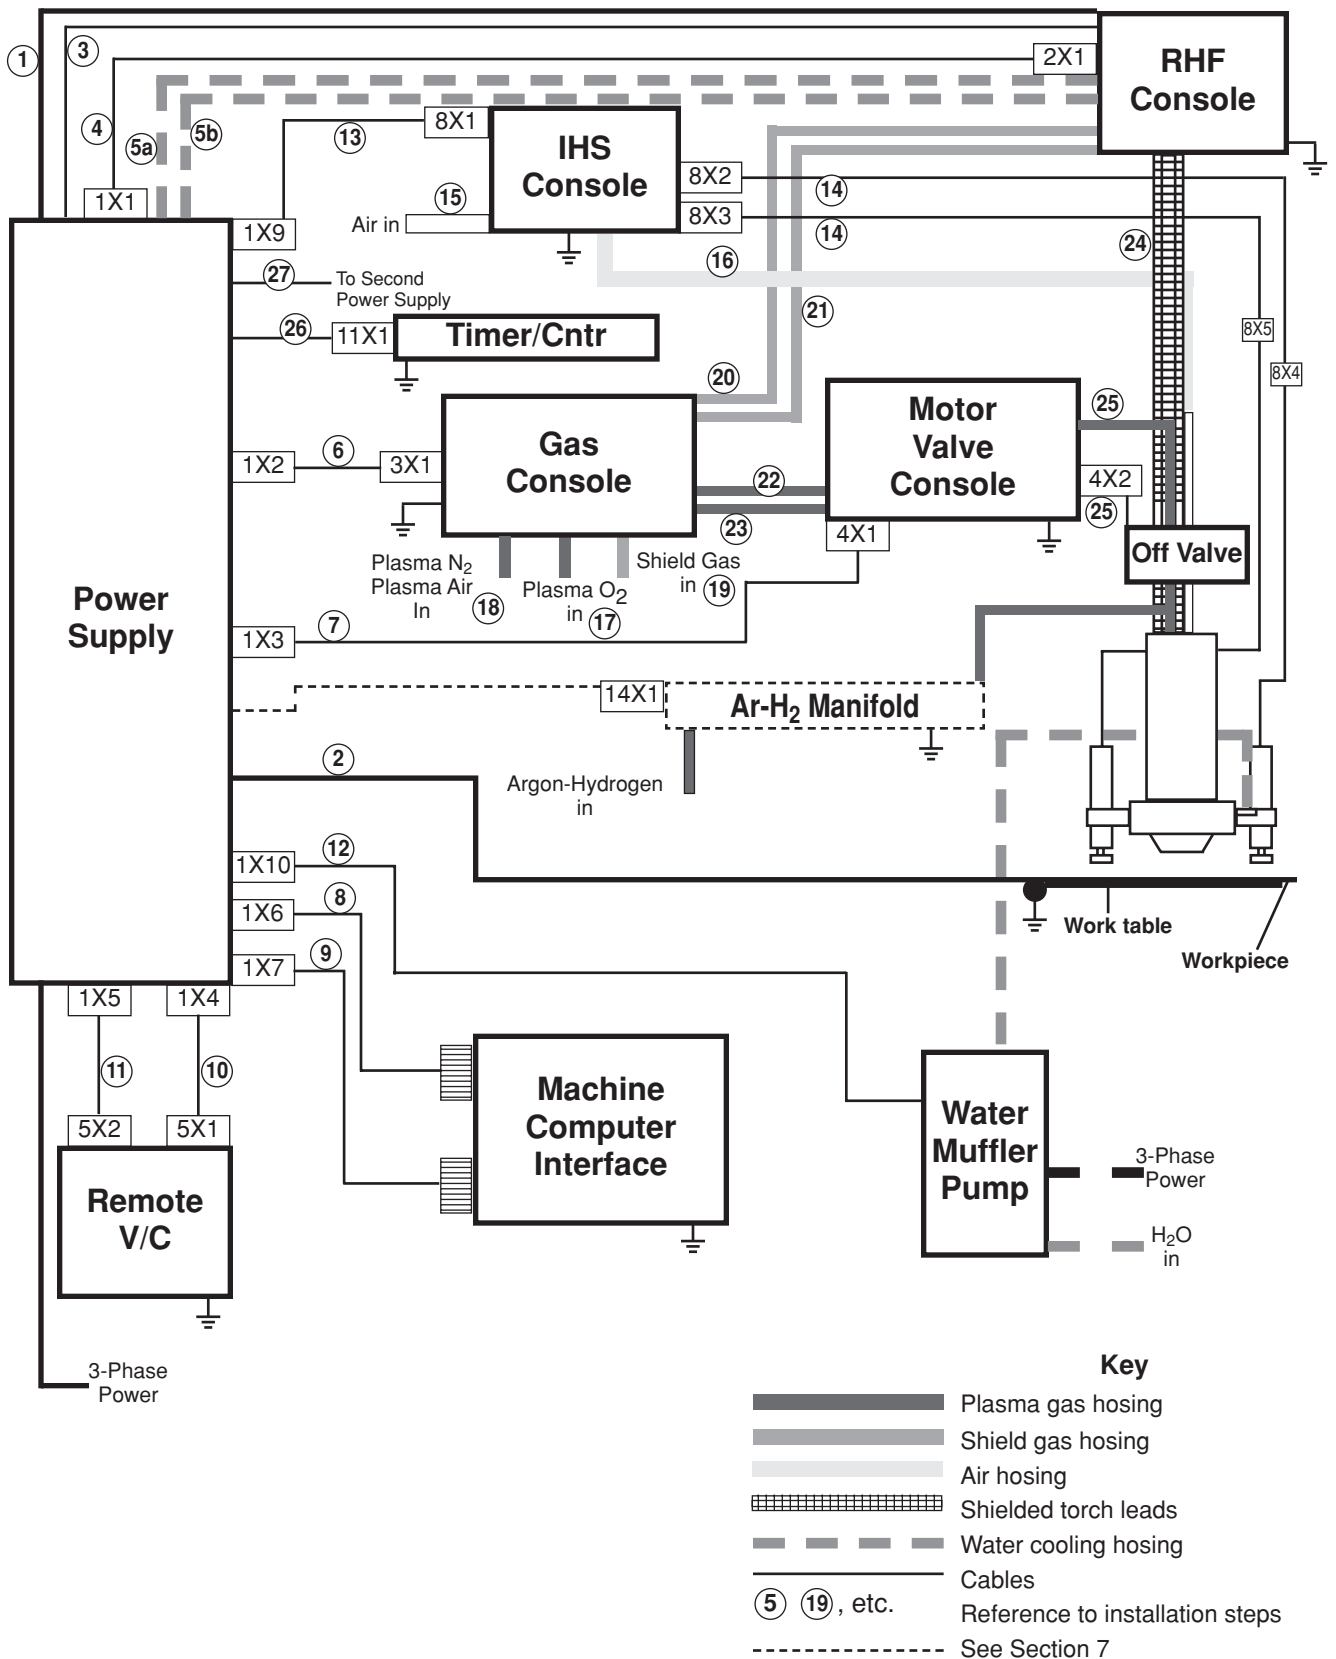 1
3
2X1
RHF
Console
4
5a
5b
13
8X1
IHS
Console
8X2
14
8X3
14
15
Air in
1X1
1X9
16
24
27
To Second
Power Supply
21
26
11X1
Timer/Cntr
8X5
8X4
20
25
Motor
Valve
Console
6
1X2
3X1
Gas
Console
22
23
4X2
25
4X1
Off Valve
Plasma N2
Plasma Air
In
18
Plasma O2
in
17
Shield Gas
in
19
Power
Supply
7
1X3
14X1
Ar-H2 Manifold
2
Argon-Hydrogen
in
12
1X10
8
1X6
9
1X7
Work table
Workpiece
1X5
1X4
11
10
5X2
5X1
Remote
V/C
Machine
Computer
Interface
Water
Muffler
Pump
3-Phase
Power
H2O
in
3-Phase
Power
Key
Plasma gas hosing
Shield gas hosing
Air hosing
Shielded torch leads
Water cooling hosing
Cables
5 19 , etc.
Reference to installation steps
See Section 7